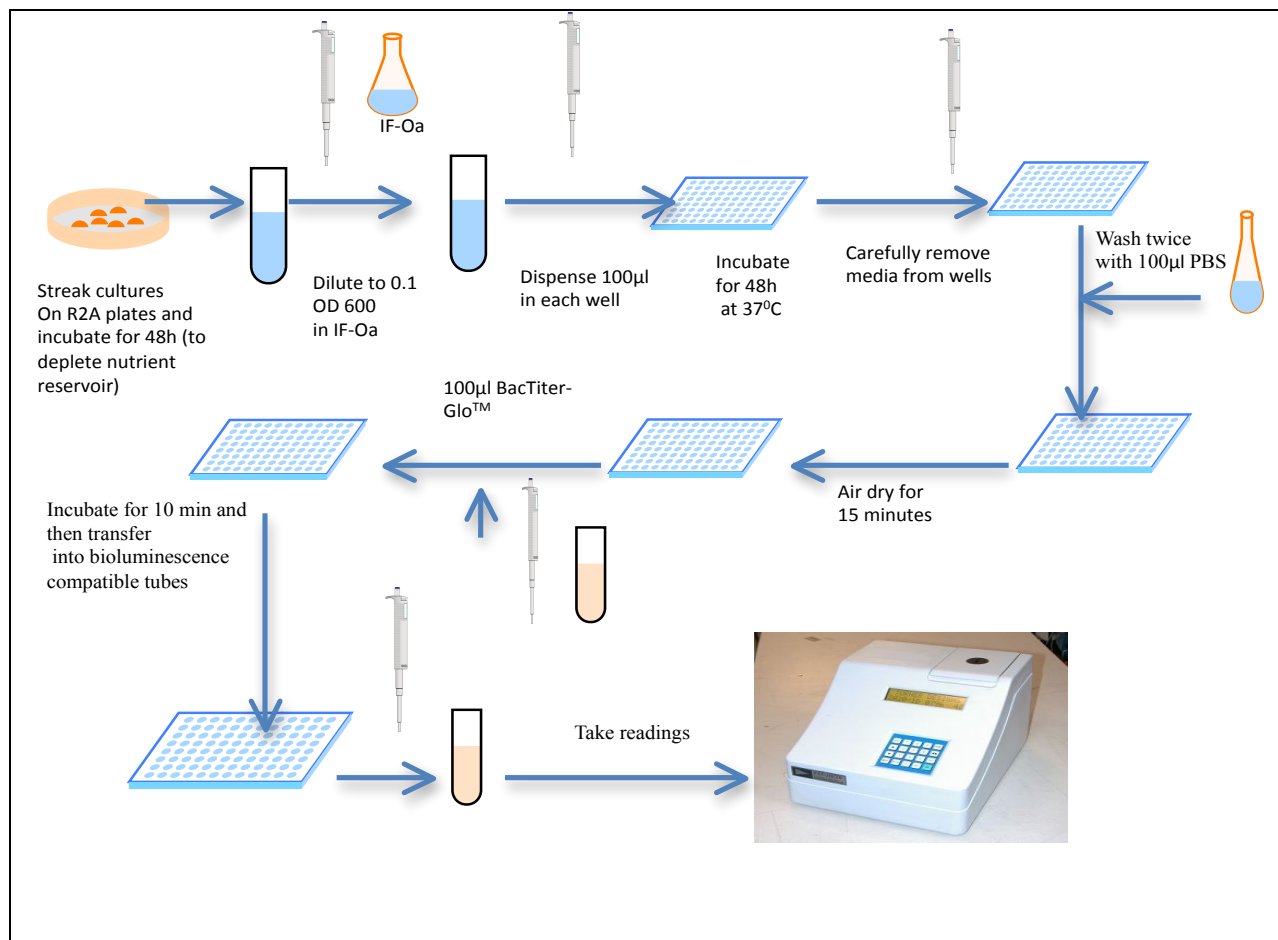 IF-Oa
Streak cultures
On R2A plates and
incubate for 48h (to
deplete nutrient
reservoir)
Dilute to 0.1
OD 600
in IF-Oa
Dispense 100µl
in each well
Incubate
for 48h
at 37⁰C
Carefully remove
media from wells
Wash twice
with 100µl PBS
Air dry for
15 minutes
100µl BacTiter-
Glo™
Incubate for 10 min and
then transfer
into bioluminescence
compatible tubes
Take readings